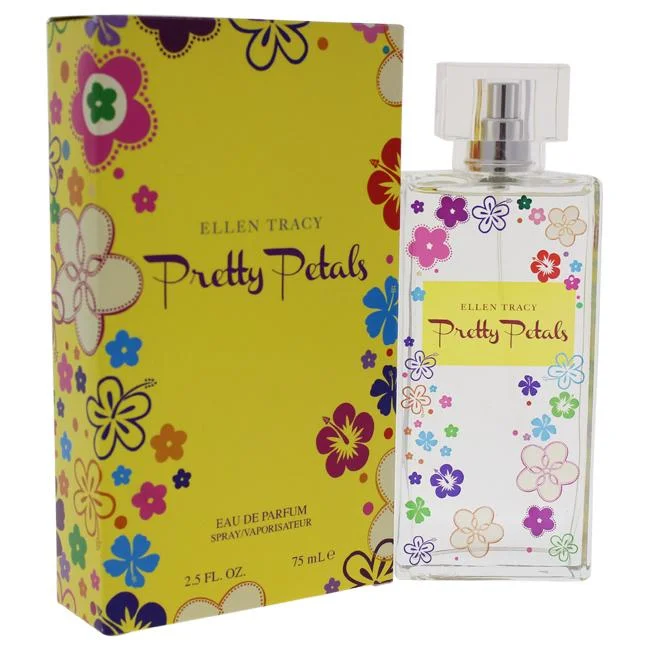 ELLEN TRACY
Pretty Petals
EAU DE PARFUM
SPRAY/VAPORISATEUR
2.5 FL. OZ. 75 mL ℮
ELLEN TRACY
Pretty Petals